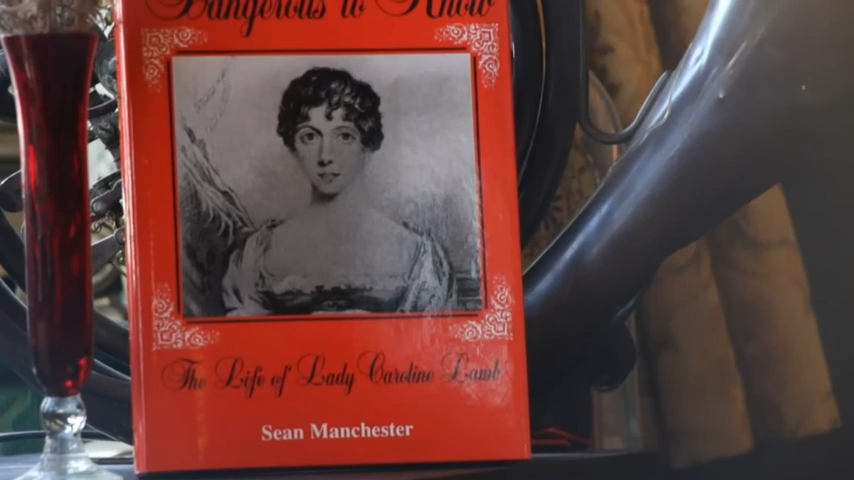 Dangerous to Know
The Life of Lady Caroline Lamb
Sean Manchester